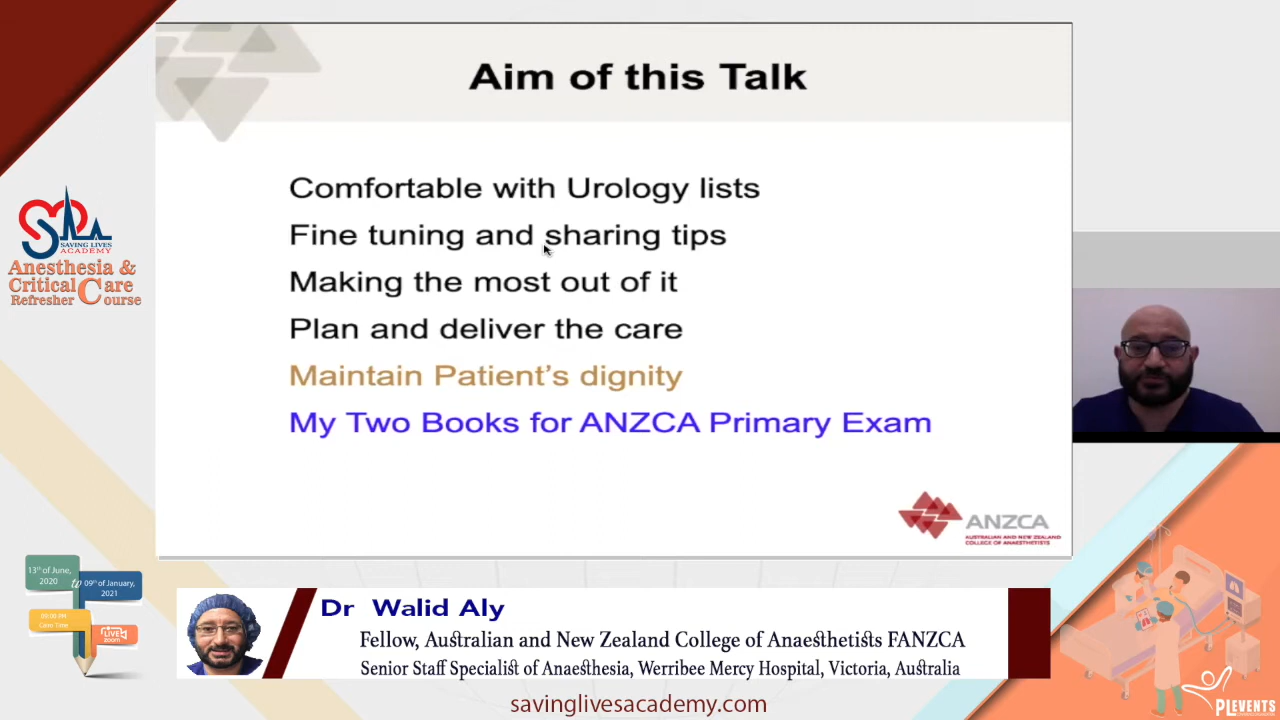 Aim of this Talk
Comfortable with Urology lists
Fine tuning and sharing tips
Making the most out of it
Plan and deliver the care
Maintain Patient's dignity
My Two Books for ANZCA Primary Exam
ANZCA
AUSTRALIAN AND NEW ZEALAND
COLLEGE OF ANAESTHETISTS
SAVING LIVES
ACADEMY
Anesthesia &
Critical Care
Refresher Course
13th of June,
2020
to
09th of January,
2021
Cairo Time
LIVE
zoom
Dr Walid Aly
Fellow, Australian and New Zealand College of Anaesthetists FANZCA
Senior Staff Specialist of Anaesthesia, Werribee Mercy Hospital, Victoria, Australia
savinglivesacademy.com
PLEVENTS